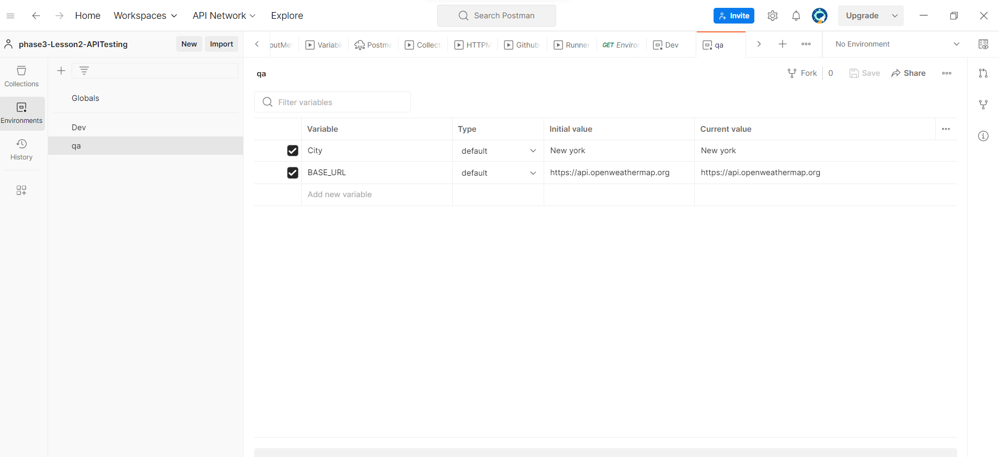 Home Workspaces API Network Explore Search Postman Invite Upgrade
phase3-Lesson2-APITesting New Import Variabl Postma Collect HTTPM Github Runner GET Enviror Dev qa No Environment
Collections
Environments
History
Globals
Dev
qa
qa Fork 0 Save Share
Filter variables
Variable Type Initial value Current value
City default New york New york
BASE_URL default https://api.openweathermap.org https://api.openweathermap.org
Add new variable